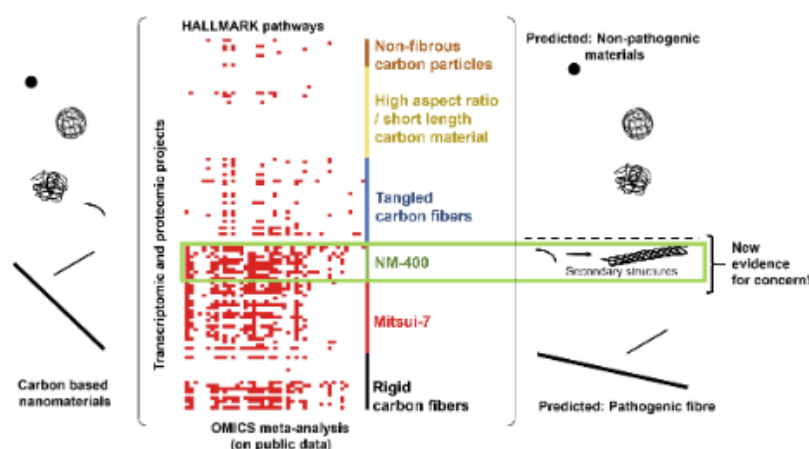 HALLMARK pathways
Non-fibrous
carbon particles
High aspect ratio
/ short length
carbon material
Tangled
carbon fibers
NM-400
Mitsui-7
Rigid
carbon fibers
Transcriptomic and proteomic projects
OMICS meta-analysis
(on public data)
Carbon based
nanomaterials
Predicted: Non-pathogenic
materials
Secondary structures
New
evidence
for concern!
Predicted: Pathogenic fibre